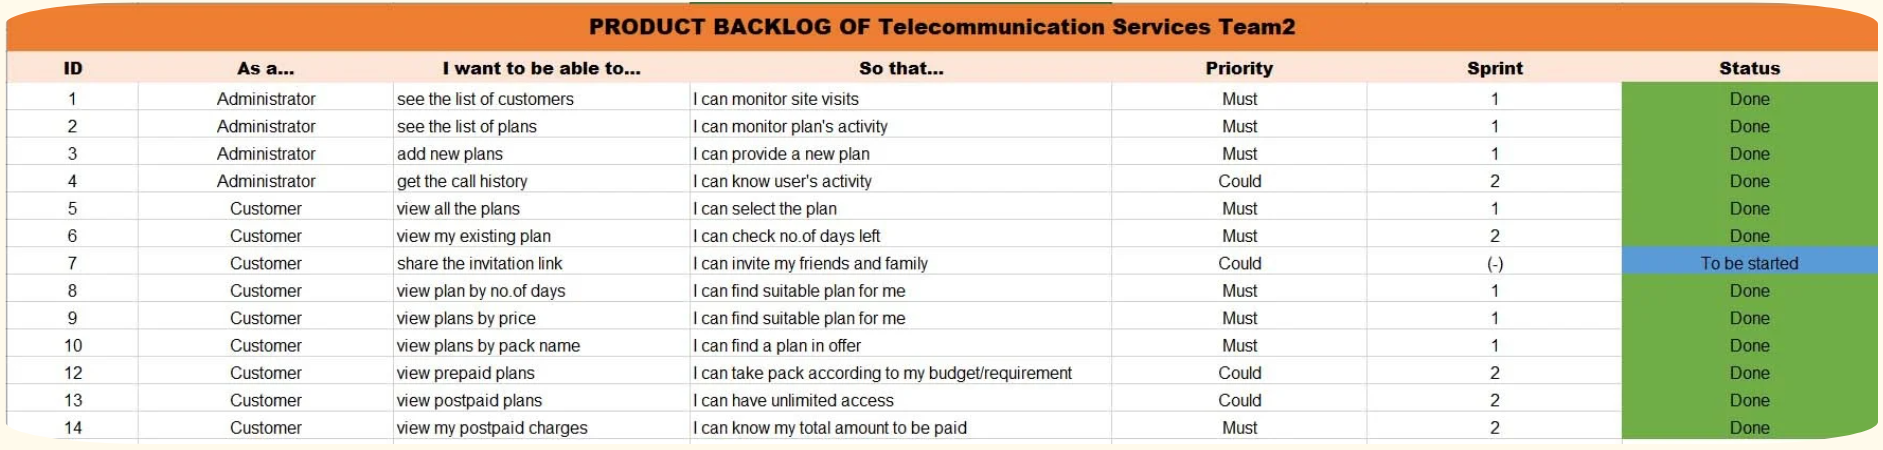 PRODUCT BACKLOG OF Telecommunication Services Team2
ID As a... I want to be able to... So that... Priority Sprint Status
1 Administrator see the list of customers I can monitor site visits Must 1 Done
2 Administrator see the list of plans I can monitor plan's activity Must 1 Done
3 Administrator add new plans I can provide a new plan Must 1 Done
4 Administrator get the call history I can know user's activity Could 2 Done
5 Customer view all the plans I can select the plan Must 1 Done
6 Customer view my existing plan I can check no.of days left Must 2 Done
7 Customer share the invitation link I can invite my friends and family Could (-) To be started
8 Customer view plan by no.of days I can find suitable plan for me Must 1 Done
9 Customer view plans by price I can find suitable plan for me Must 1 Done
10 Customer view plans by pack name I can find a plan in offer Must 1 Done
12 Customer view prepaid plans I can take pack according to my budget/requirement Could 2 Done
13 Customer view postpaid plans I can have unlimited access Could 2 Done
14 Customer view my postpaid charges I can know my total amount to be paid Must 2 Done